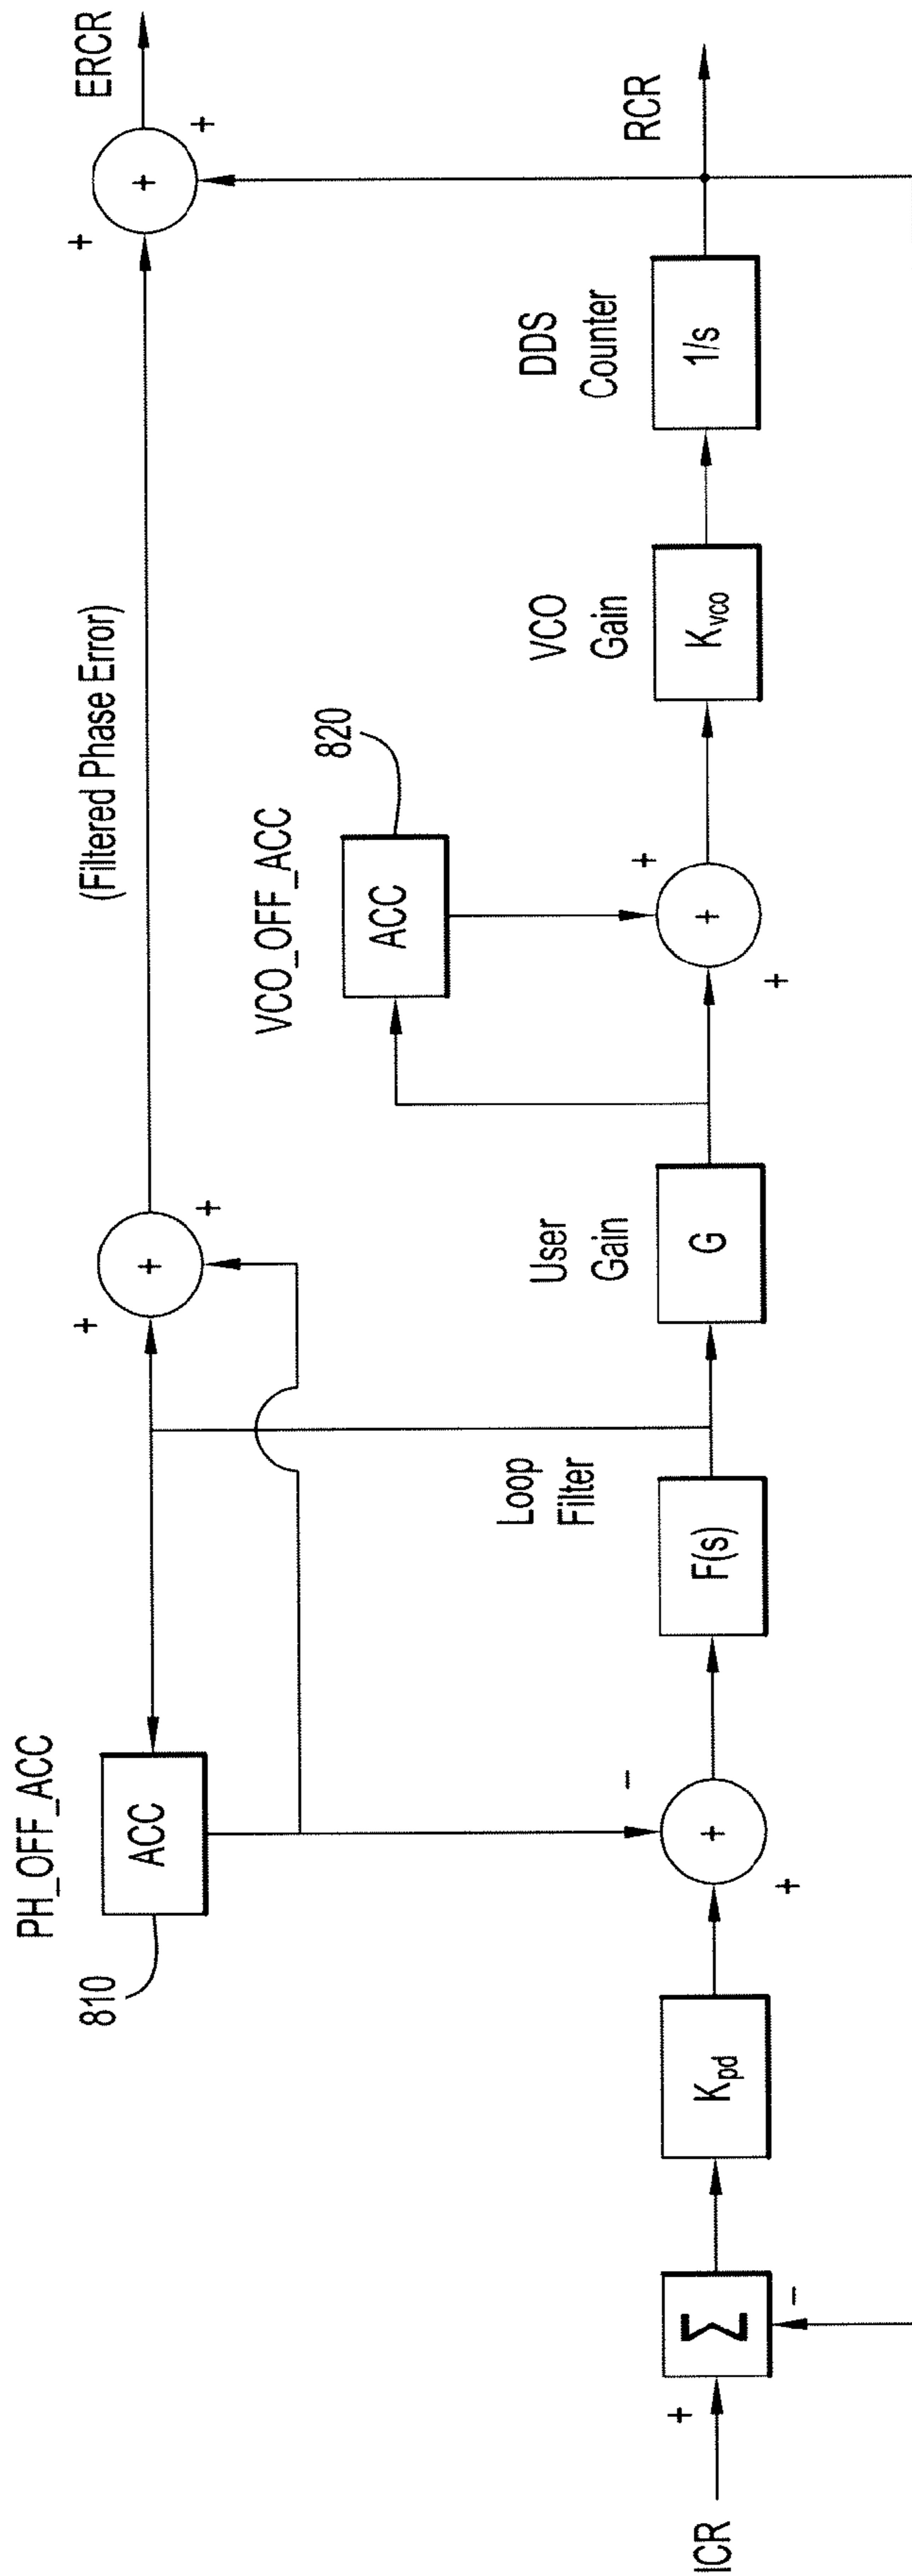 PH_OFF_ACC
ACC
810
+
+
+
(Filtered Phase Error)
+
+
+
ERCR
VCO_OFF_ACC
ACC
820
ICR
+
Σ
-
Kpd
+
-
+
Loop
Filter
F(s)
User
Gain
G
+
+
+
VCO
Gain
Kvco
DDS
Counter
1/s
RCR